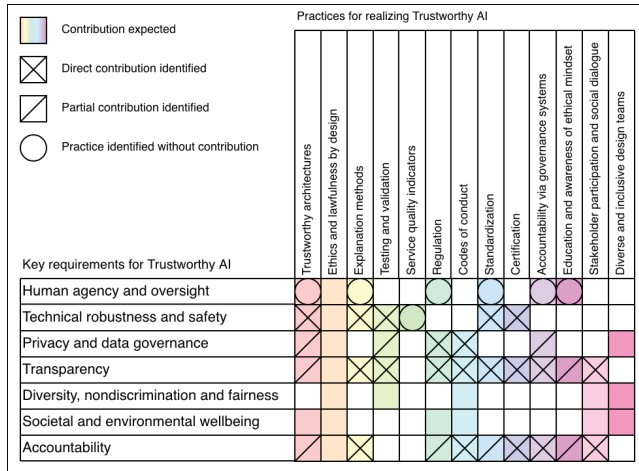 Practices for realizing Trustworthy AI
Contribution expected
Direct contribution identified
Partial contribution identified
Practice identified without contribution
Trustworthy architectures
Ethics and lawfulness by design
Explanation methods
Testing and validation
Service quality indicators
Regulation
Codes of conduct
Standardization
Certification
Accountability via governance systems
Education and awareness of ethical mindset
Stakeholder participation and social dialogue
Diverse and inclusive design teams
Key requirements for Trustworthy AI
Human agency and oversight
Technical robustness and safety
Privacy and data governance
Transparency
Diversity, nondiscrimination and fairness
Societal and environmental wellbeing
Accountability